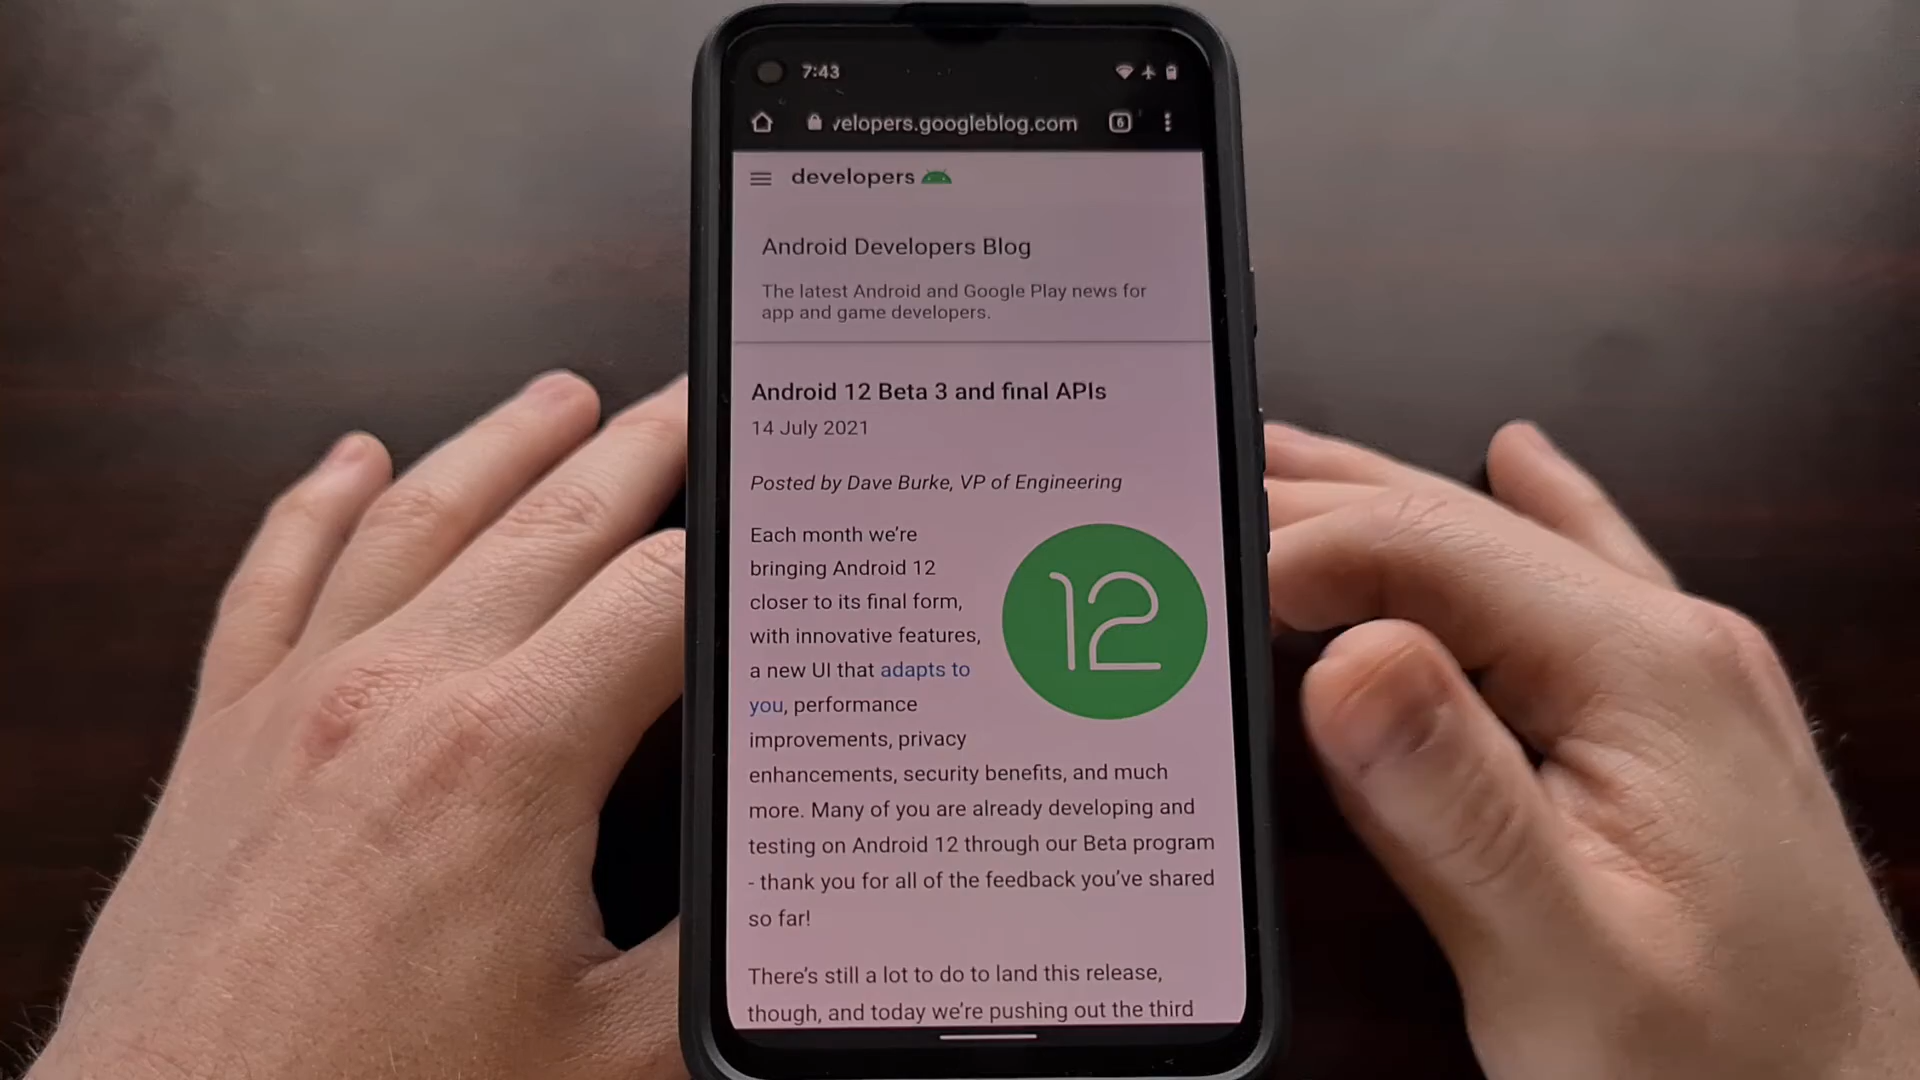 7:43
velopers.googleblog.com 6
developers
Android Developers Blog
The latest Android and Google Play news for
app and game developers.
Android 12 Beta 3 and final APIs
14 July 2021
Posted by Dave Burke, VP of Engineering
Each month we're
bringing Android 12
closer to its final form,
with innovative features,
a new UI that adapts to
you, performance
improvements, privacy
enhancements, security benefits, and much
more. Many of you are already developing and
testing on Android 12 through our Beta program
- thank you for all of the feedback you've shared
so far!
12
There's still a lot to do to land this release,
though, and today we're pushing out the third